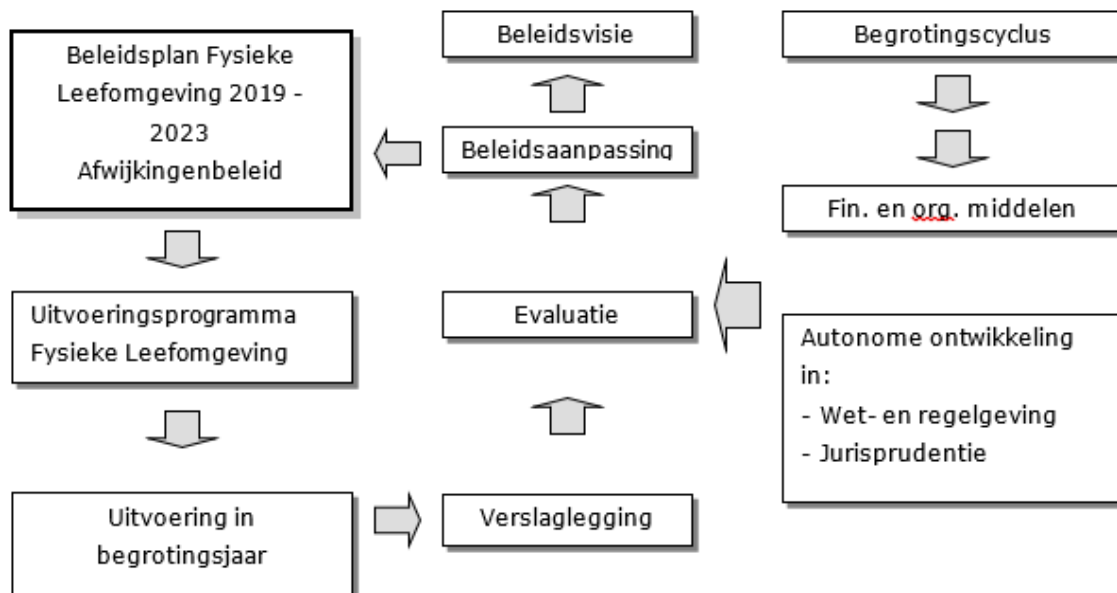 Beleidsplan Fysieke
Leefomgeving 2019 -
2023
Afwijkingenbeleid
Uitvoeringsprogramma
Fysieke Leefomgeving
Uitvoering in
begrotingsjaar
Beleidsvisie
Beleidsaanpassing
Evaluatie
Verslaglegging
Begrotingscyclus
Fin. en org. middelen
Autonome ontwikkeling
in:
- Wet- en regelgeving
- Jurisprudentie